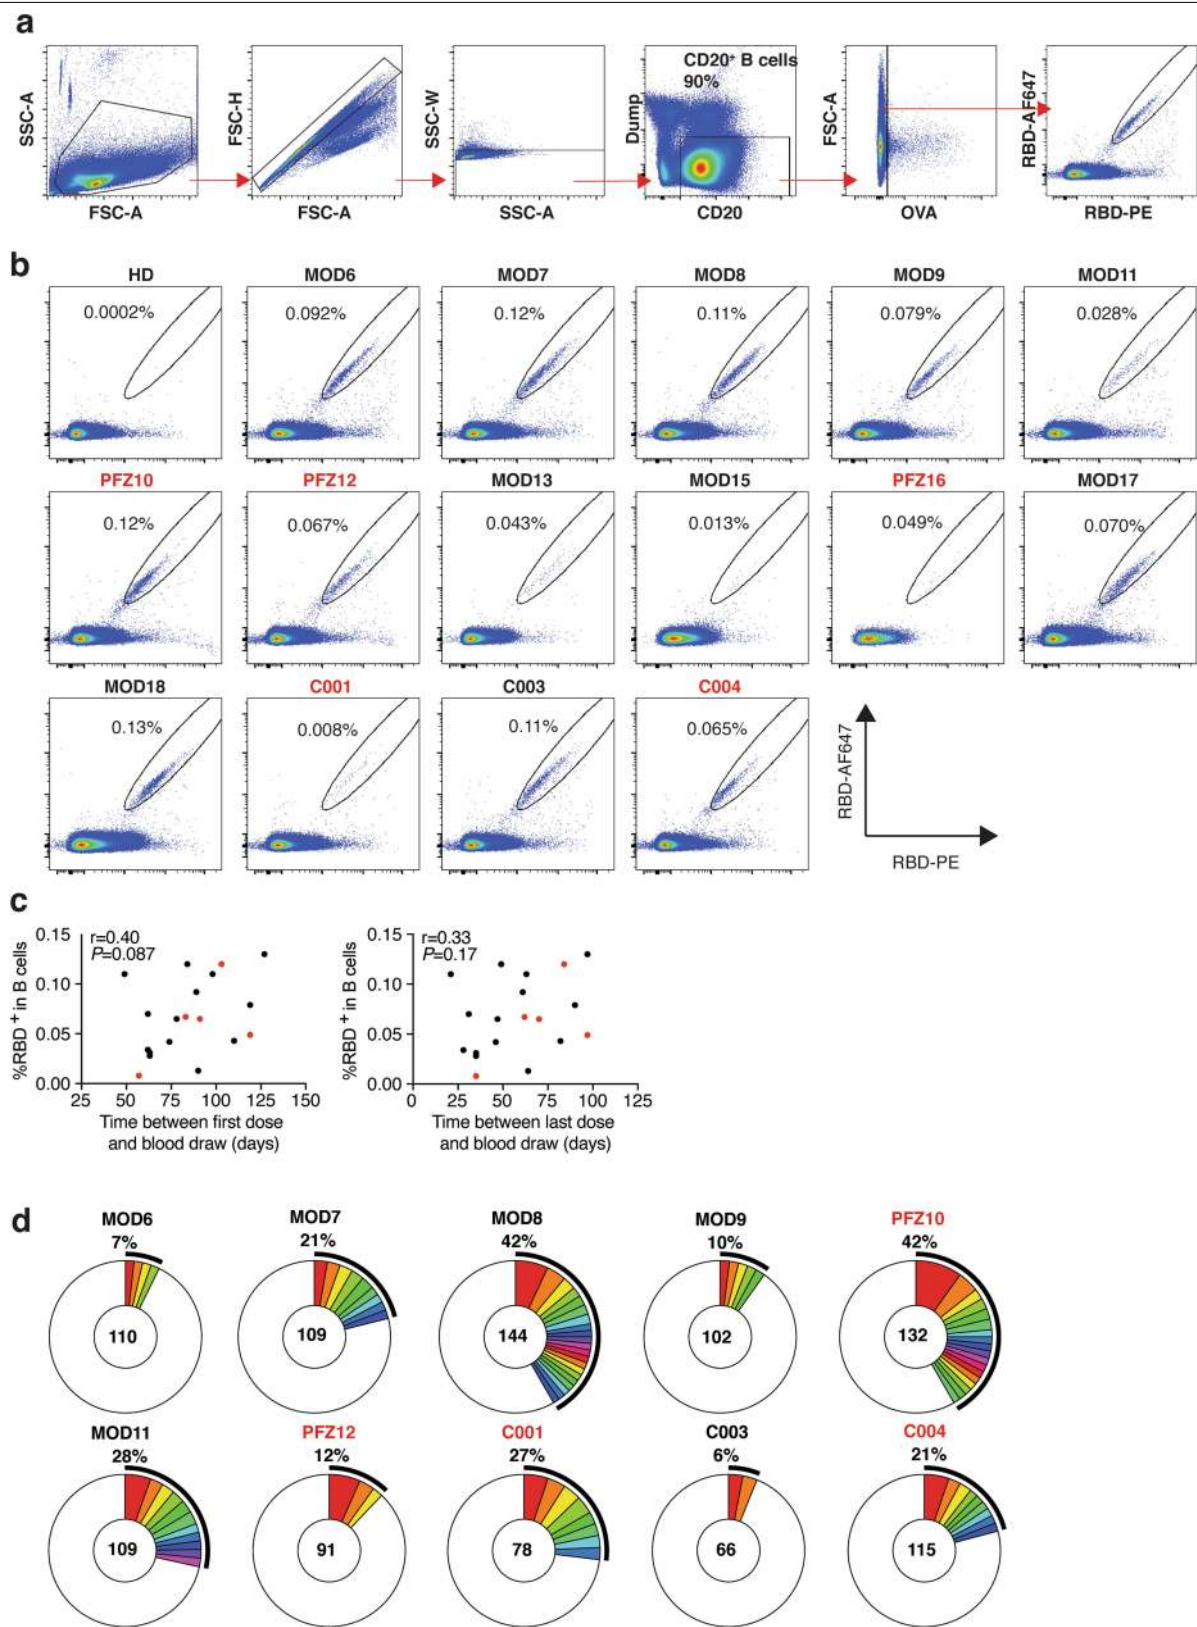 a
SSC-A
FSC-A
FSC-H
FSC-A
SSC-W
SSC-A
CD20+ B cells
90%
Dump
CD20
FSC-A
OVA
RBD-AF647
RBD-PE
b
HD
0.0002%
MOD6
0.092%
MOD7
0.12%
MOD8
0.11%
MOD9
0.079%
MOD11
0.028%
PFZ10
0.12%
PFZ12
0.067%
MOD13
0.043%
MOD15
0.013%
PFZ16
0.049%
MOD17
0.070%
MOD18
0.13%
C001
0.008%
C003
0.11%
C004
0.065%
RBD-AF647
RBD-PE
c
%RBD+ in B cells
0.15
0.10
0.05
0.00
r=0.40
P=0.087
25 50 75 100 125 150
Time between first dose
and blood draw (days)
%RBD+ in B cells
0.15
0.10
0.05
0.00
r=0.33
P=0.17
0 25 50 75 100 125
Time between last dose
and blood draw (days)
d
MOD6
7%
110
MOD7
21%
109
MOD8
42%
144
MOD9
10%
102
PFZ10
42%
132
MOD11
28%
109
PFZ12
12%
91
C001
27%
78
C003
6%
66
C004
21%
115